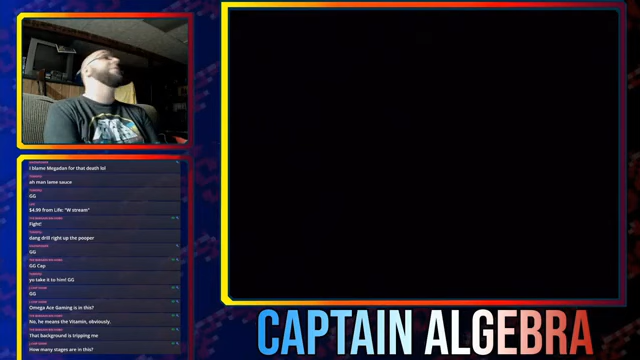 I blame Megadan for that death lol
ah man lame sauce
GG
$4.99 from Life: "W stream"
Fight!
dang drill right up the peoper
GG
GG Cap
yo take it to him! GG
GG
Omega Ace Gaming is in this?
No, he means the Vitamin, obviously.
That background is tripping me
How many stages are in this?
CAPTAIN ALGEBRA